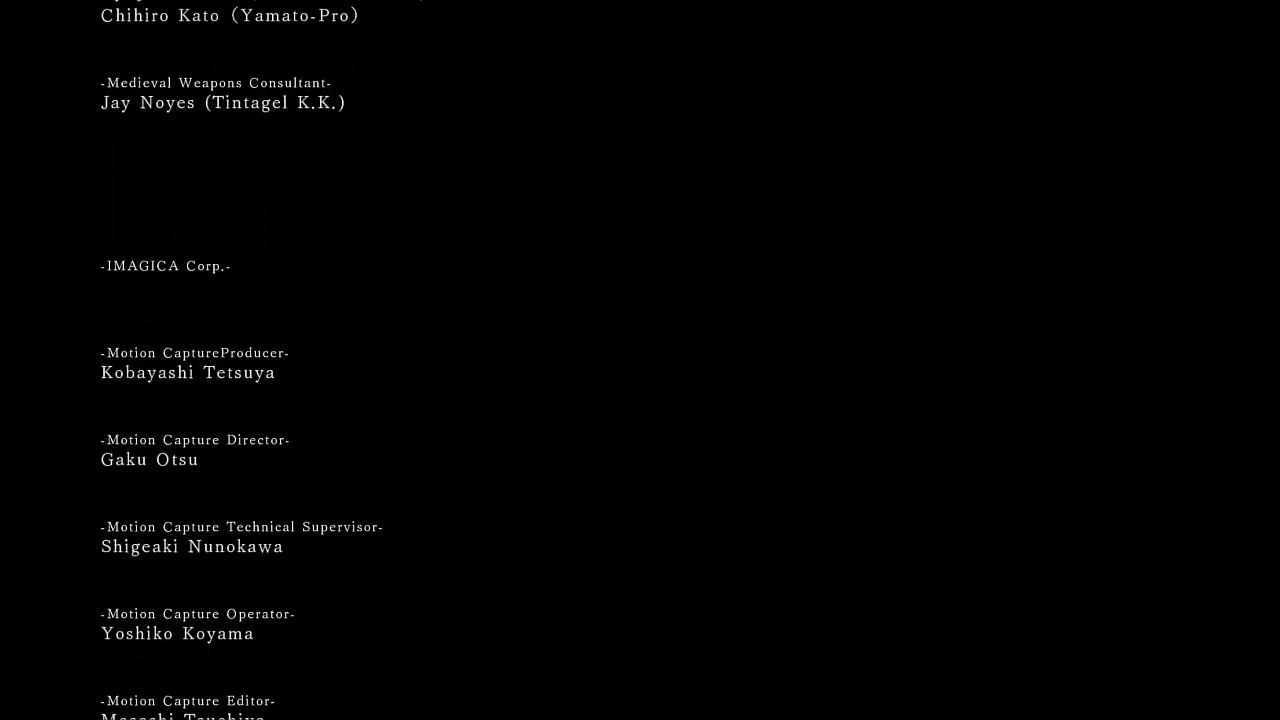 Chihiro Kato (Yamato-Pro)
-Medieval Weapons Consultant-
Jay Noyes (Tintagel K.K.)
-IMAGICA Corp.-
-Motion CaptureProducer-
Kobayashi Tetsuya
-Motion Capture Director-
Gaku Otsu
-Motion Capture Technical Supervisor-
Shigeaki Nunokawa
-Motion Capture Operator-
Yoshiko Koyama
-Motion Capture Editor-